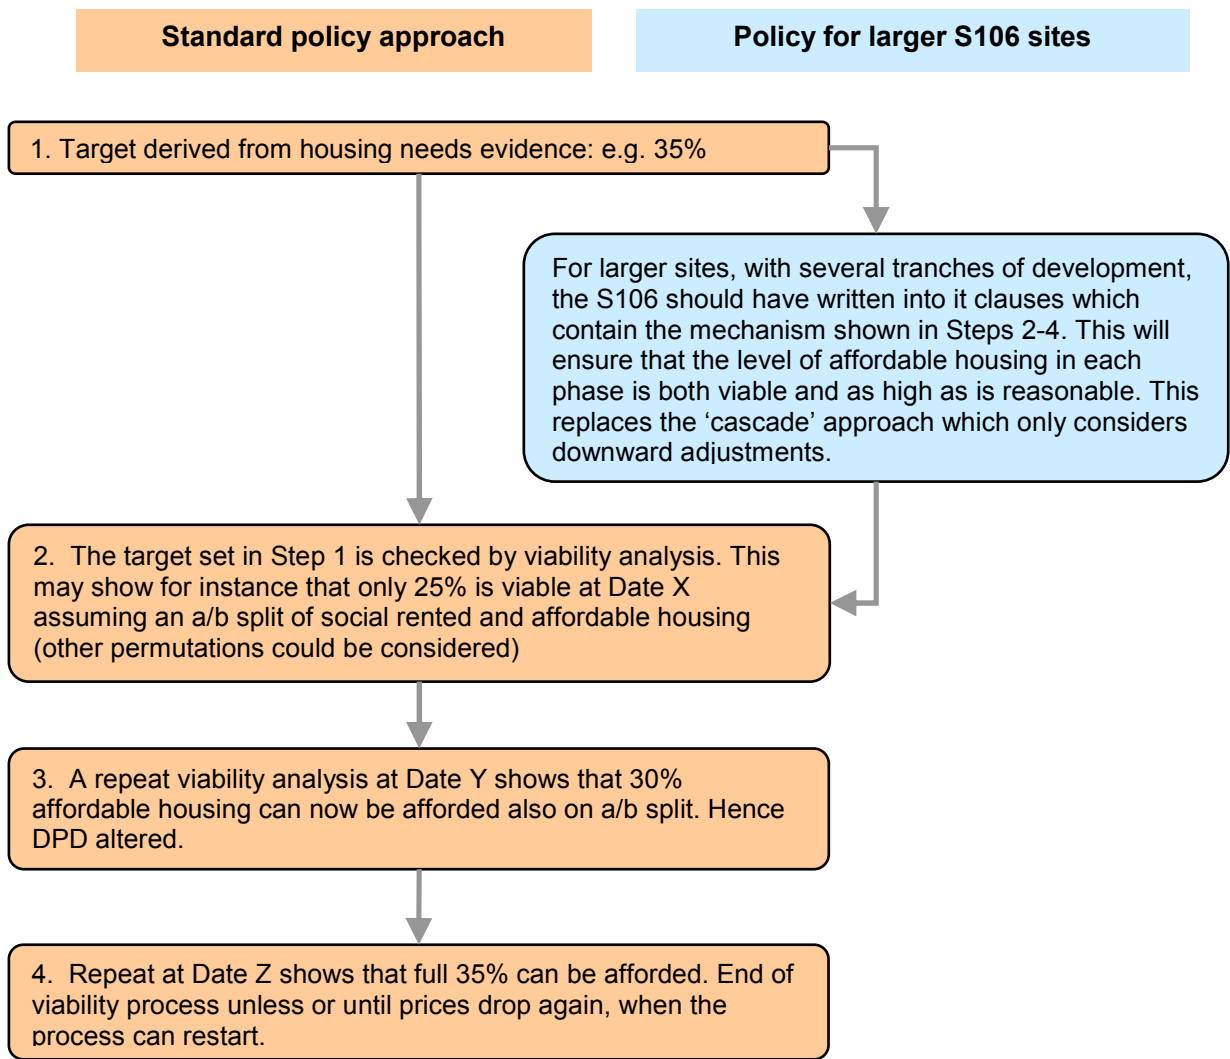 Standard policy approach
Policy for larger S106 sites
1. Target derived from housing needs evidence: e.g. 35%
For larger sites, with several tranches of development,
the S106 should have written into it clauses which
contain the mechanism shown in Steps 2-4. This will
ensure that the level of affordable housing in each
phase is both viable and as high as is reasonable. This
replaces the ‘cascade’ approach which only considers
downward adjustments.
2. The target set in Step 1 is checked by viability analysis. This
may show for instance that only 25% is viable at Date X
assuming an a/b split of social rented and affordable housing
(other permutations could be considered)
3. A repeat viability analysis at Date Y shows that 30%
affordable housing can now be afforded also on a/b split. Hence
DPD altered.
4. Repeat at Date Z shows that full 35% can be afforded. End of
viability process unless or until prices drop again, when the
process can restart.